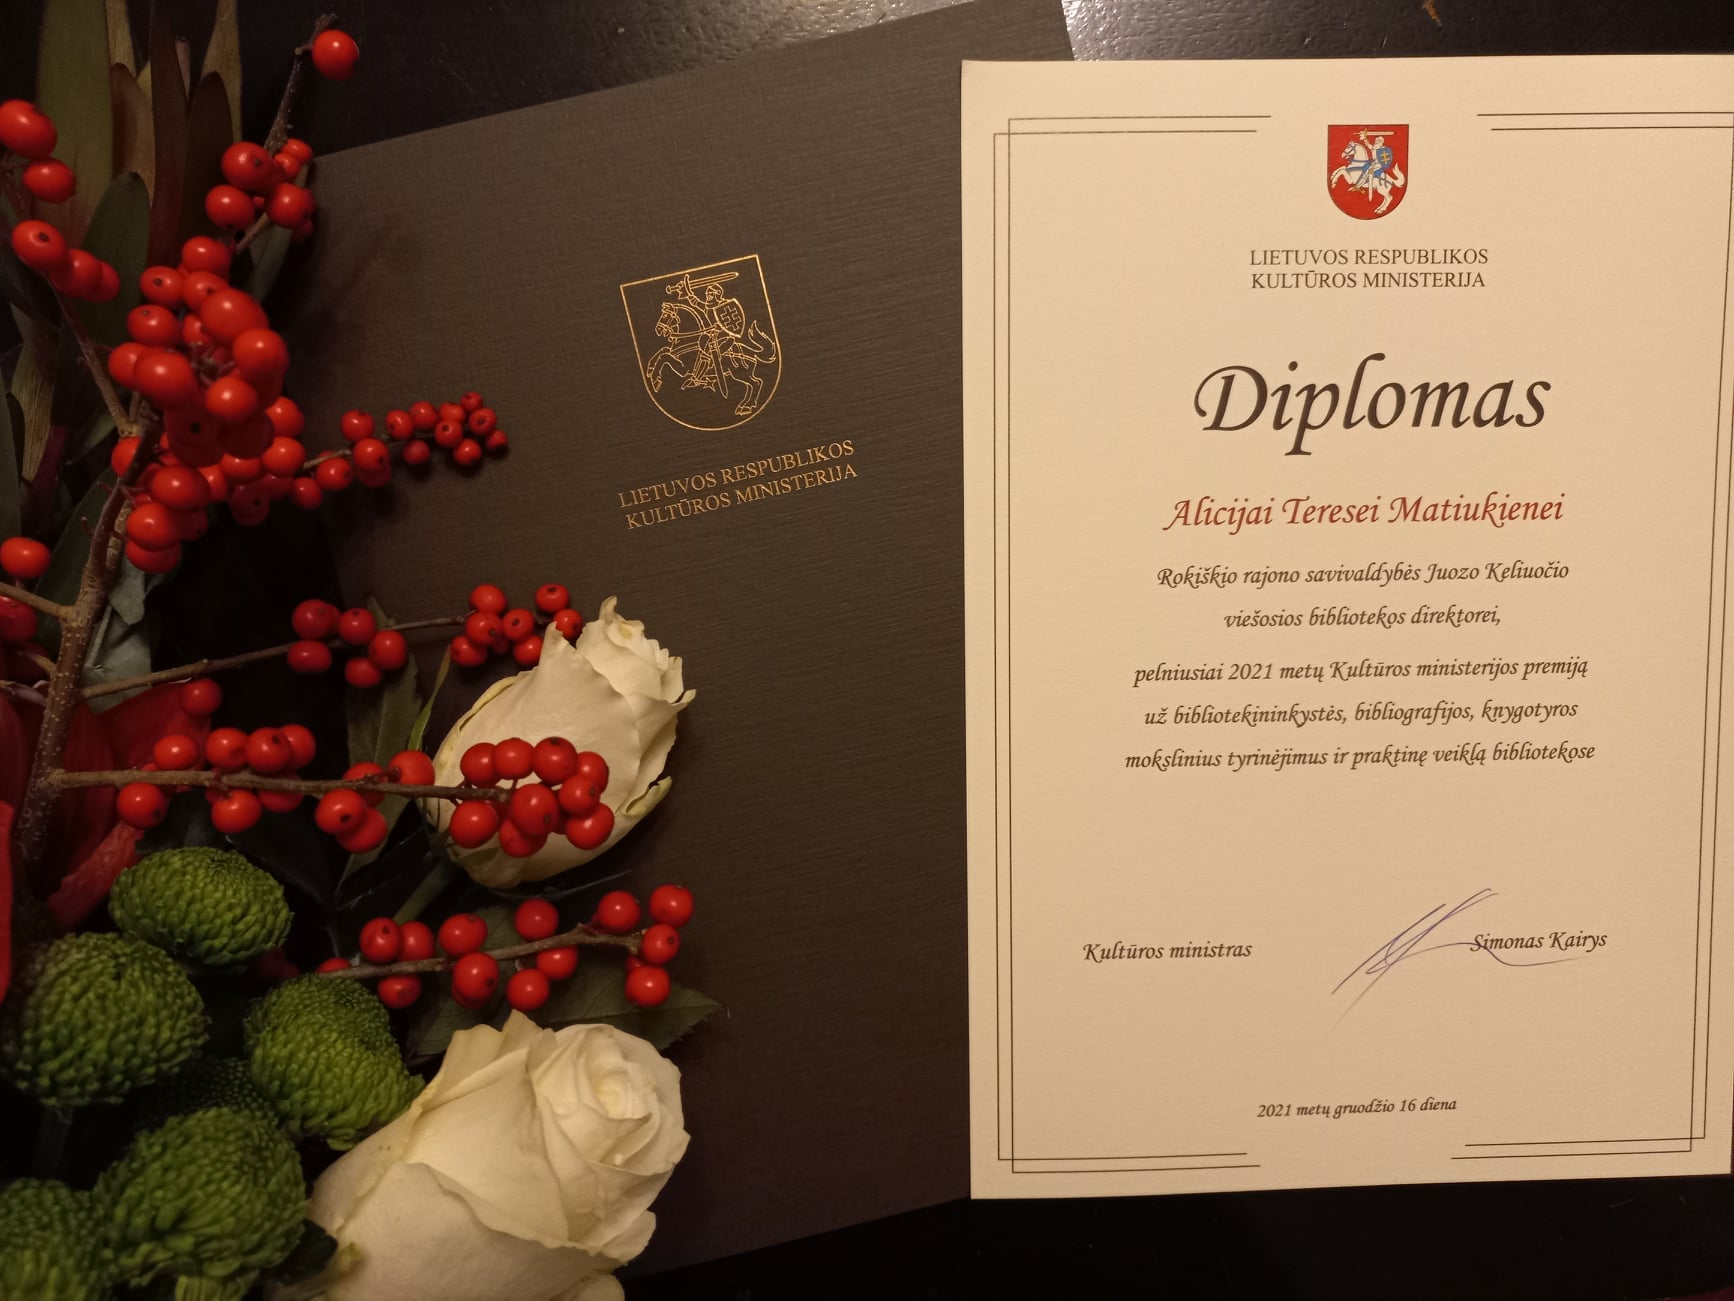 LIETUVOS RESPUBLIKOS
KULTŪROS MINISTERIJA
LIETUVOS RESPUBLIKOS
KULTŪROS MINISTERIJA
Diplomas
Alicijai Teresei Matiukienei
Rokiškio rajono savivaldybės Juozo Keliuočio
viešosios bibliotekos direktorei,
pelniusiai 2021 metų Kultūros ministerijos premiją
už bibliotekininkystės, bibliografijos, knygotyros
mokslinius tyrinėjimus ir praktinę veiklą bibliotekose
Kultūros ministras Simonas Kairys
2021 metų gruodžio 16 diena